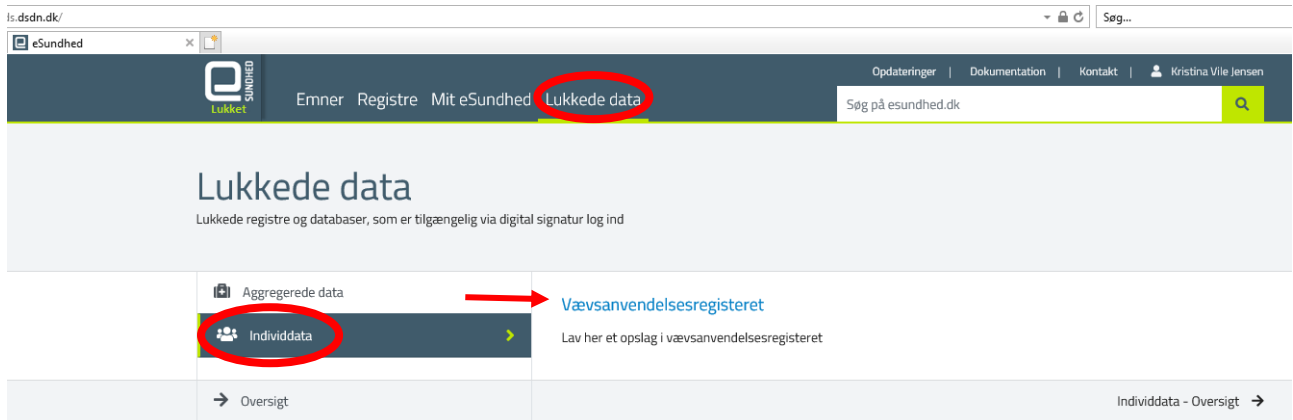 ls.dsdn.dk/
Søg...
eSundhed
Opdateringer | Dokumentation | Kontakt | Kristina Vile Jensen
SUNDHED
Lukket
Emner Registre Mit eSundhed Lukkede data
Søg på esundhed.dk
Lukkede data
Lukkede registre og databaser, som er tilgængelig via digital signatur log ind
Aggregerede data
Individdata
Vævsanvendelsesregisteret
Lav her et opslag i vævsanvendelsesregisteret
Oversigt
Individdata - Oversigt